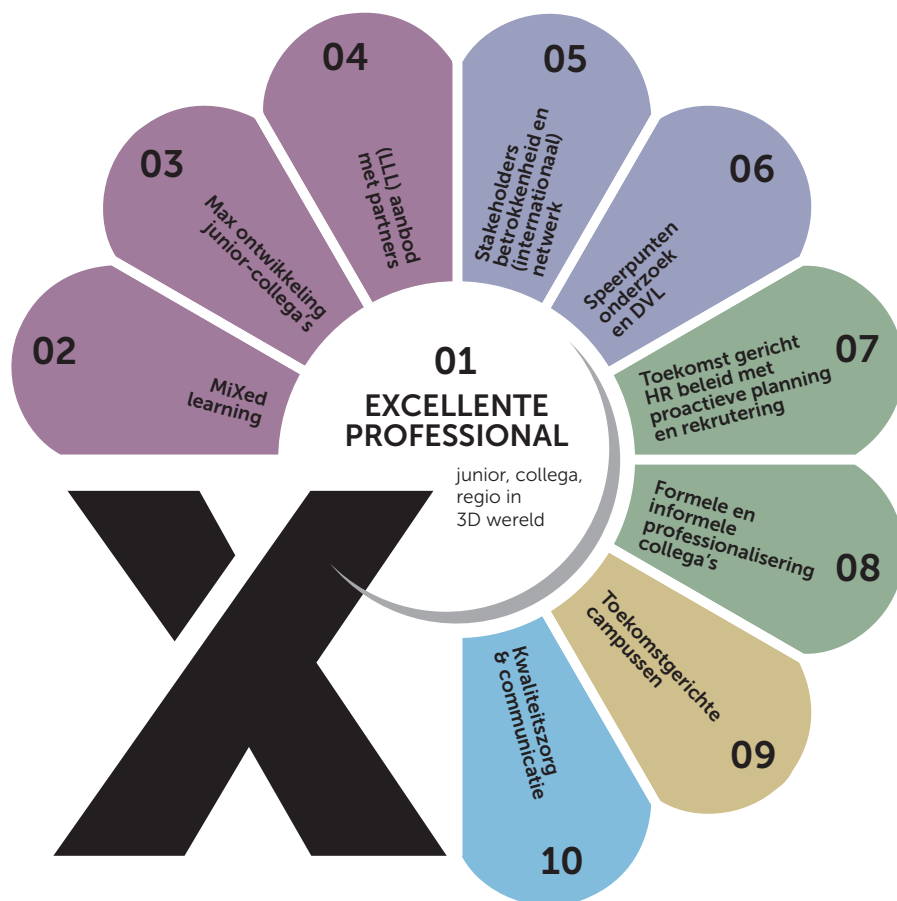 01
EXCELLENTE
PROFESSIONAL
junior, collega,
regio in
3D wereld
02
MiXed
learning
03
Max ontwikkeling
junior-collega's
04
(LLL) aanbod
met partners
05
Stakeholders
betrokkenheid en
(internationaal)
netwerk
06
Speerpunten
onderzoek
en DVL
07
Toekomst gericht
HR beleid met
proactieve planning
en rekrutering
08
Formele en
informele
professionalisering
collega's
09
Toekomstgerichte
campussen
10
Kwaliteitszorg
& communicatie
X